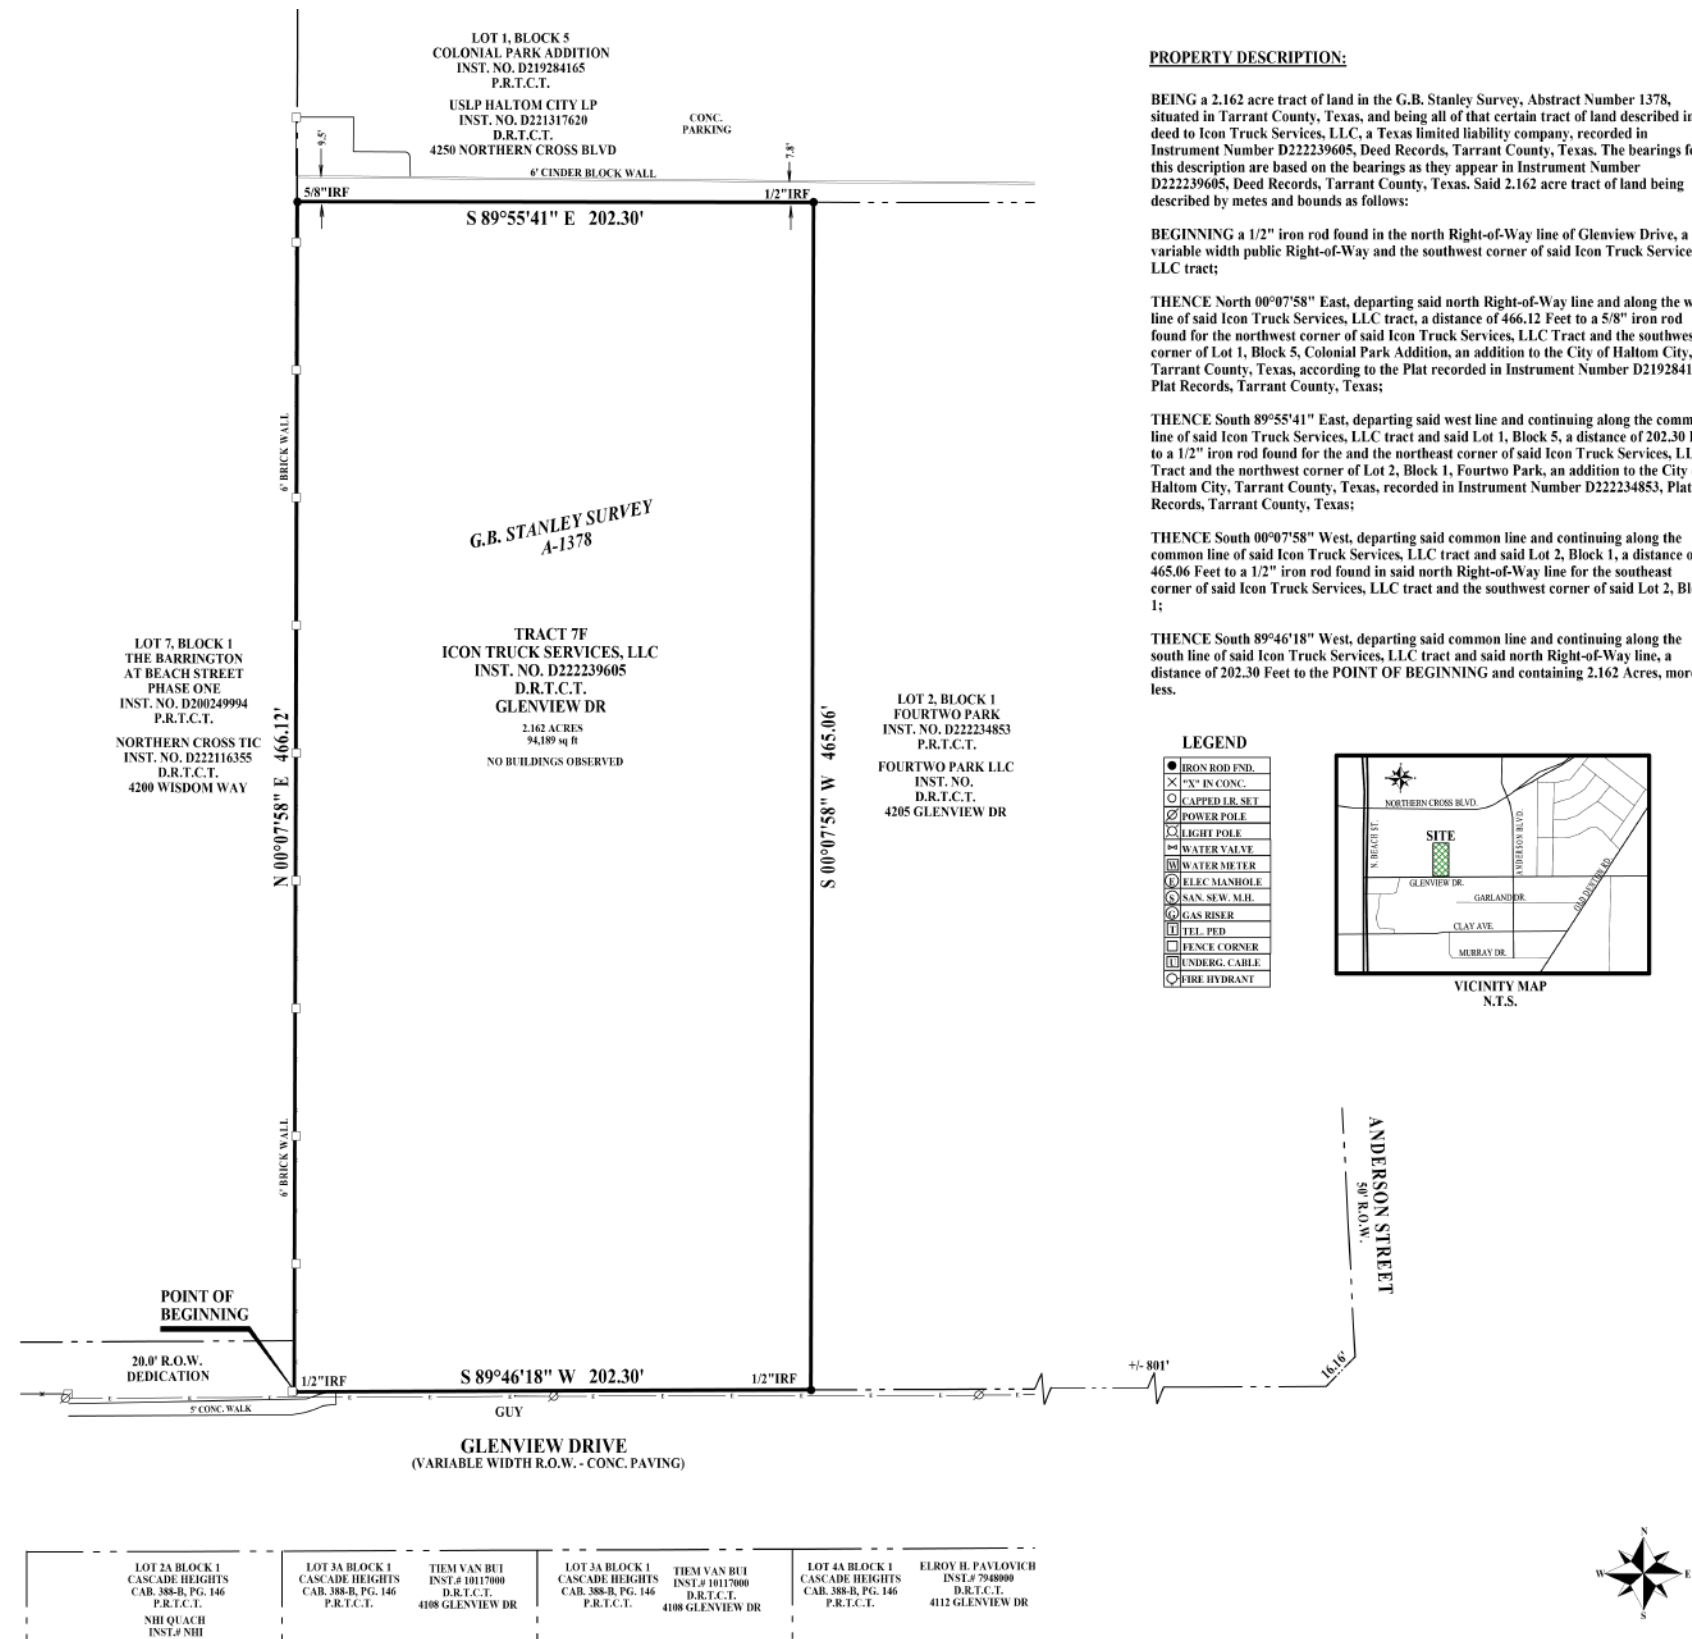 LOT 1, BLOCK 5
COLONIAL PARK ADDITION
INST. NO. D219284165
P.R.T.C.T.
USLP HALTOM CITY LP
INST. NO. D221317620
D.R.T.C.T.
4250 NORTHERN CROSS BLVD
CONC.
PARKING
9.5'
7.8'
6' CINDER BLOCK WALL
5/8"IRF
1/2"IRF
S 89°55'41" E 202.30'
6' BRICK WALL
G.B. STANLEY SURVEY
A-1378
TRACT 7F
ICON TRUCK SERVICES, LLC
INST. NO. D222239605
D.R.T.C.T.
GLENVIEW DR
2.162 ACRES
94,189 sq ft
NO BUILDINGS OBSERVED
LOT 7, BLOCK 1
THE BARRINGTON
AT BEACH STREET
PHASE ONE
INST. NO. D200249994
P.R.T.C.T.
NORTHERN CROSS TIC
INST. NO. D222116355
D.R.T.C.T.
4200 WISDOM WAY
N 00°07'58" E 466.12'
S 00°07'58" W 465.06'
LOT 2, BLOCK 1
FOURTWO PARK
INST. NO. D222234853
P.R.T.C.T.
FOURTWO PARK LLC
INST. NO.
D.R.T.C.T.
4205 GLENVIEW DR
6' BRICK WALL
POINT OF
BEGINNING
20.0' R.O.W.
DEDICATION
1/2"IRF
S 89°46'18" W 202.30'
1/2"IRF
E E E E E E E E E
5' CONC. WALK
GUY
GLENVIEW DRIVE
(VARIABLE WIDTH R.O.W. - CONC. PAVING)
+/- 801'
16.16'
ANDERSON STREET
50' R.O.W.
LOT 2A BLOCK 1
CASCADE HEIGHTS
CAB. 388-B, PG. 146
P.R.T.C.T.
NHI QUACH
INST.# NHI
LOT 3A BLOCK 1
CASCADE HEIGHTS
CAB. 388-B, PG. 146
P.R.T.C.T.
TIEM VAN BUI
INST.# 10117000
D.R.T.C.T.
4108 GLENVIEW DR
LOT 3A BLOCK 1
CASCADE HEIGHTS
CAB. 388-B, PG. 146
P.R.T.C.T.
TIEM VAN BUI
INST.# 10117000
D.R.T.C.T.
4108 GLENVIEW DR
LOT 4A BLOCK 1
CASCADE HEIGHTS
CAB. 388-B, PG. 146
P.R.T.C.T.
ELROY H. PAVLOVICH
INST.# 7948000
D.R.T.C.T.
4112 GLENVIEW DR
PROPERTY DESCRIPTION:
BEING a 2.162 acre tract of land in the G.B. Stanley Survey, Abstract Number 1378,
situated in Tarrant County, Texas, and being all of that certain tract of land described in
deed to Icon Truck Services, LLC, a Texas limited liability company, recorded in
Instrument Number D222239605, Deed Records, Tarrant County, Texas. The bearings fo
this description are based on the bearings as they appear in Instrument Number
D222239605, Deed Records, Tarrant County, Texas. Said 2.162 acre tract of land being
described by metes and bounds as follows:
BEGINNING a 1/2" iron rod found in the north Right-of-Way line of Glenview Drive, a
variable width public Right-of-Way and the southwest corner of said Icon Truck Service
LLC tract;
THENCE North 00°07'58" East, departing said north Right-of-Way line and along the w
line of said Icon Truck Services, LLC tract, a distance of 466.12 Feet to a 5/8" iron rod
found for the northwest corner of said Icon Truck Services, LLC Tract and the southwes
corner of Lot 1, Block 5, Colonial Park Addition, an addition to the City of Haltom City,
Tarrant County, Texas, according to the Plat recorded in Instrument Number D2192841
Plat Records, Tarrant County, Texas;
THENCE South 89°55'41" East, departing said west line and continuing along the comm
line of said Icon Truck Services, LLC tract and said Lot 1, Block 5, a distance of 202.30
to a 1/2" iron rod found for the and the northeast corner of said Icon Truck Services, LL
Tract and the northwest corner of Lot 2, Block 1, Fourtwo Park, an addition to the City
Haltom City, Tarrant County, Texas, recorded in Instrument Number D222234853, Plat
Records, Tarrant County, Texas;
THENCE South 00°07'58" West, departing said common line and continuing along the
common line of said Icon Truck Services, LLC tract and said Lot 2, Block 1, a distance o
465.06 Feet to a 1/2" iron rod found in said north Right-of-Way line for the southeast
corner of said Icon Truck Services, LLC tract and the southwest corner of said Lot 2, Bl
1;
THENCE South 89°46'18" West, departing said common line and continuing along the
south line of said Icon Truck Services, LLC tract and said north Right-of-Way line, a
distance of 202.30 Feet to the POINT OF BEGINNING and containing 2.162 Acres, more
less.
LEGEND
IRON ROD FND.
"X" IN CONC.
CAPPED I.R. SET
POWER POLE
LIGHT POLE
WATER VALVE
W WATER METER
E ELEC MANHOLE
S SAN. SEW. M.H.
G GAS RISER
T TEL. PED
FENCE CORNER
U UNDERG. CABLE
FIRE HYDRANT
NORTHERN CROSS BLVD.
N. BEACH ST.
SITE
ANDERSON BLVD.
GLENVIEW DR.
GARLAND DR.
OLD DENTON RD.
CLAY AVE.
MURRAY DR.
VICINITY MAP
N.T.S.
N
W E
S